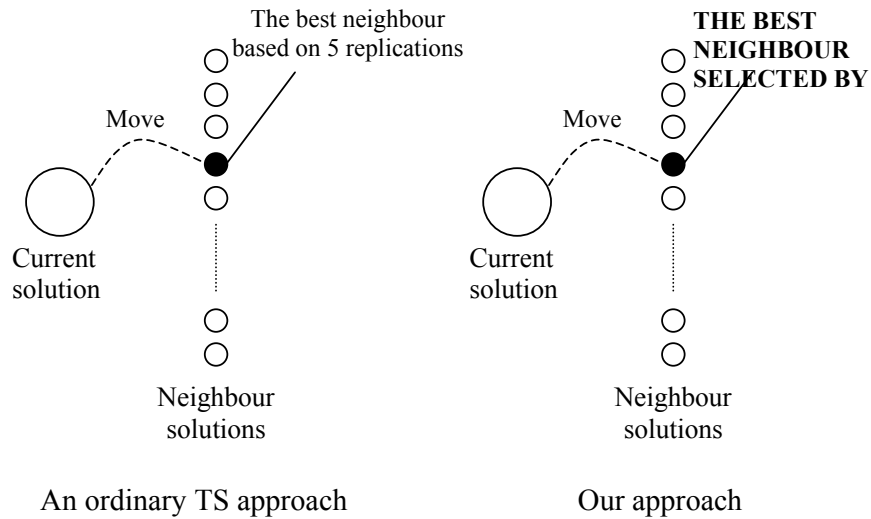 The best neighbour
based on 5 replications
Move
Current
solution
Neighbour
solutions
An ordinary TS approach
THE BEST
NEIGHBOUR
SELECTED BY
Move
Current
solution
Neighbour
solutions
Our approach